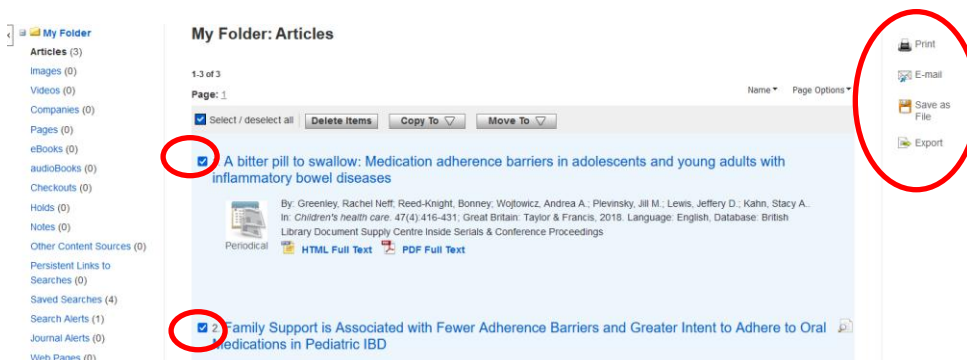 My Folder
Articles (3)
Images (0)
Videos (0)
Companies (0)
Pages (0)
eBooks (0)
audioBooks (0)
Checkouts (0)
Holds (0)
Notes (0)
Other Content Sources (0)
Persistent Links to
Searches (0)
Saved Searches (4)
Search Alerts (1)
Journal Alerts (0)
Web Pages (0)
My Folder: Articles
1-3 of 3
Page: 1
Name Page Options
Select / deselect all Delete Items Copy To Move To
A bitter pill to swallow: Medication adherence barriers in adolescents and young adults with
inflammatory bowel diseases
By: Greenley, Rachel Neff; Reed-Knight, Bonney; Wojtowicz, Andrea A.; Plevinsky, Jill M.; Lewis, Jeffery D.; Kahn, Stacy A..
In: Children's health care. 47(4):416-431; Great Britain: Taylor & Francis, 2018. Language: English, Database: British
Library Document Supply Centre Inside Serials & Conference Proceedings
Periodical
HTML Full Text PDF Full Text
2. Family Support is Associated with Fewer Adherence Barriers and Greater Intent to Adhere to Oral
Medications in Pediatric IBD
Print
E-mail
Save as
File
Export